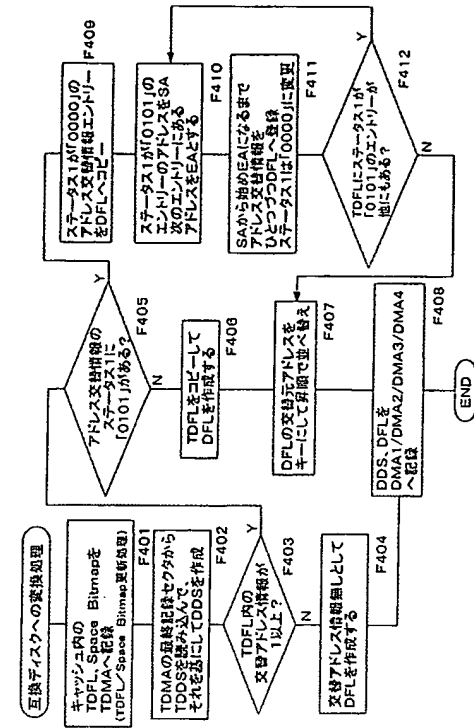 互換ディスクへの変換処理
キャッシュ内の
TDFL、Space Bitmapを
TDMAへ記録
(TDFL/Space Bitmap更新処理)
F401
TDMAの最終記録セクタから
TDDSを読み込んで、
それを基にしてDDSを作成
F402
TDFL内の
交替アドレス情報が
1以上？
F403
Y
N
交替アドレス情報無しとして
DFLを作成する
F404
アドレス交替情報の
ステータス1に
「0101」がある？
F405
Y
N
TDFLをコピーして
DFLを作成する
F406
DFLの交替元アドレスを
キーにして昇順で並べ替え
F407
DDS、DFLを
DMA1/DMA2/DMA3/DMA4
へ記録
F408
END
ステータス1が「0000」の
アドレス交替情報エントリー
をDFLへコピー
F409
ステータス1が「0101」の
エントリーのアドレスをSA
次のエントリーにある
アドレスをEAとする
F410
SAから始めEAになるまで
アドレス交替情報を
ひとつづつDFLへ登録
ステータス1は「0000」に変更
F411
TDFLにステータス1が
「0101」のエントリーが
他にもある？
F412
Y
N